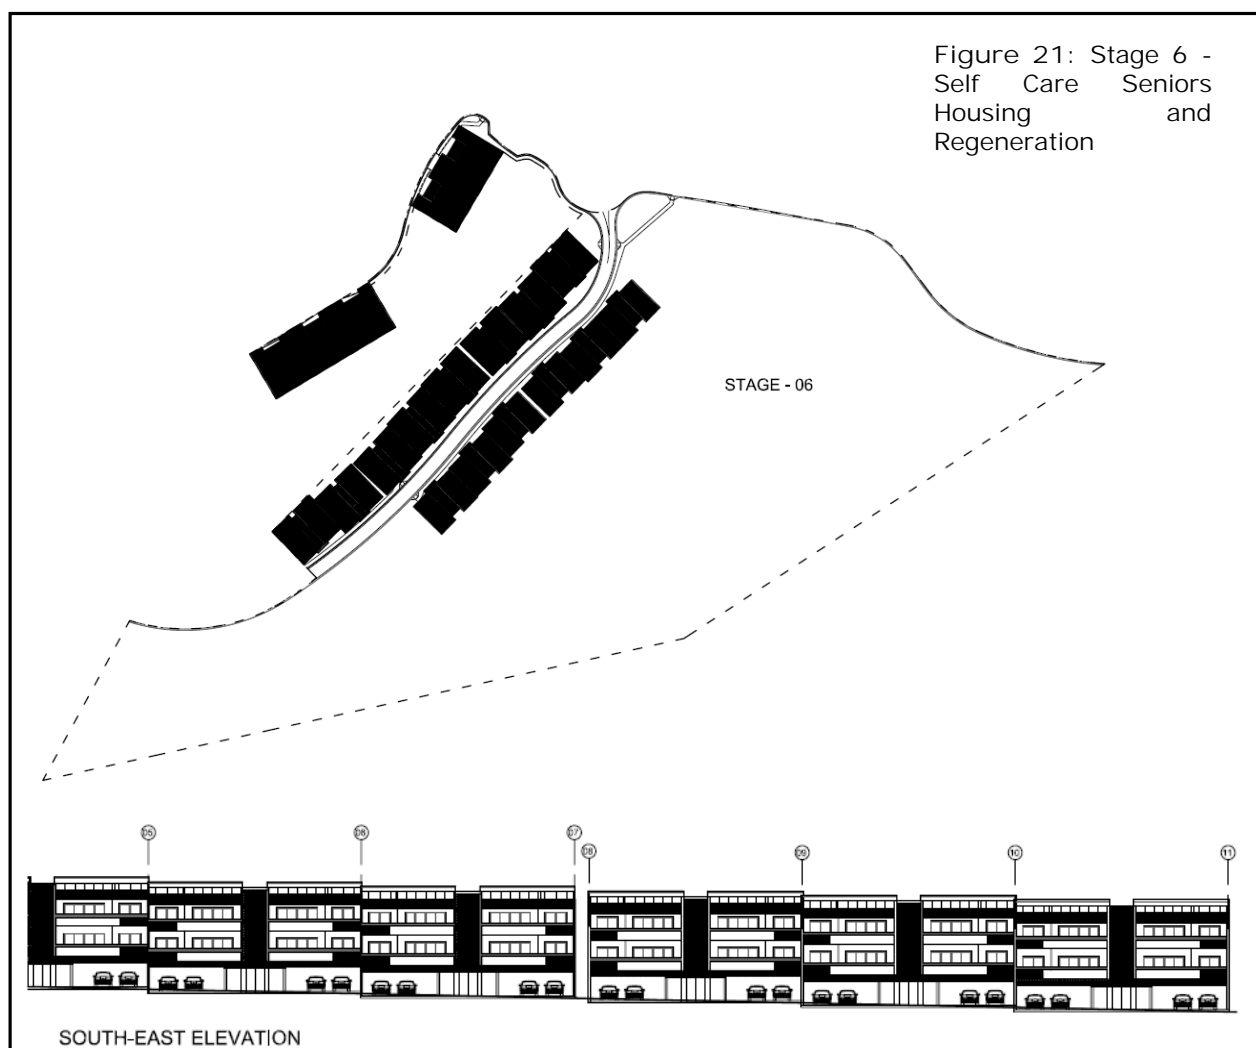 Figure 21: Stage 6 -
Self Care Seniors
Housing and
Regeneration
STAGE - 06
05 06 07 08 09 10 11
SOUTH-EAST ELEVATION